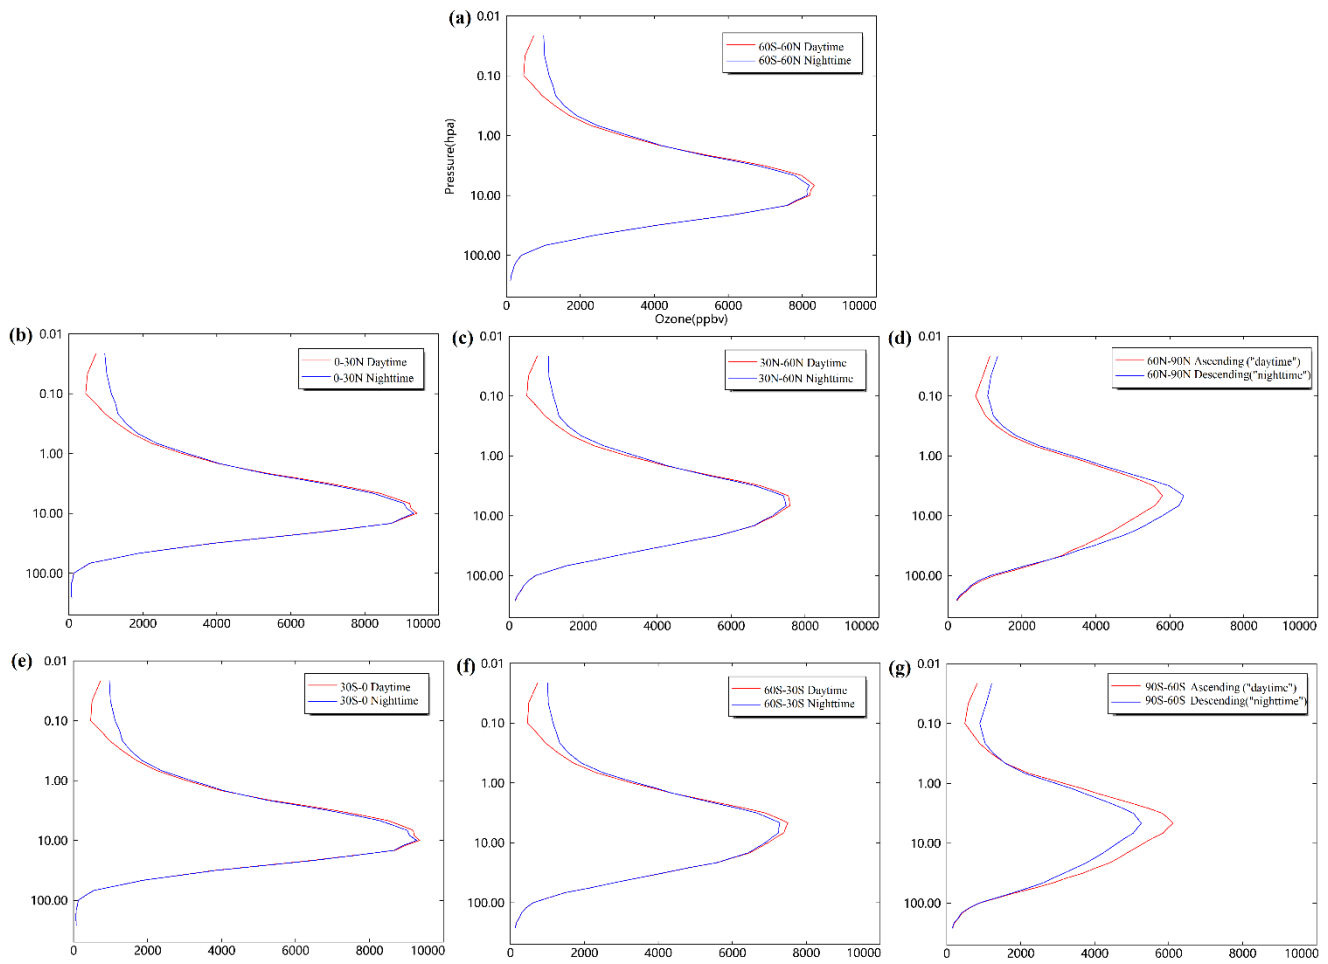 (a)
0.01
0.10
1.00
10.00
100.00
Pressure(hpa)
60S-60N Daytime
60S-60N Nighttime
0 2000 4000 6000 8000 10000
Ozone(ppbv)
(b)
0.01
0.10
1.00
10.00
100.00
0-30N Daytime
0-30N Nighttime
0 2000 4000 6000 8000 10000
(c)
0.01
0.10
1.00
10.00
100.00
30N-60N Daytime
30N-60N Nighttime
0 2000 4000 6000 8000 10000
(d)
0.01
0.10
1.00
10.00
100.00
60N-90N Ascending ("daytime")
60N-90N Descending("nighttime")
0 2000 4000 6000 8000 10000
(e)
0.01
0.10
1.00
10.00
100.00
30S-0 Daytime
30S-0 Nighttime
0 2000 4000 6000 8000 10000
(f)
0.01
0.10
1.00
10.00
100.00
60S-30S Daytime
60S-30S Nighttime
0 2000 4000 6000 8000 10000
(g)
0.01
0.10
1.00
10.00
100.00
90S-60S Ascending ("daytime")
90S-60S Descending("nighttime")
0 2000 4000 6000 8000 10000